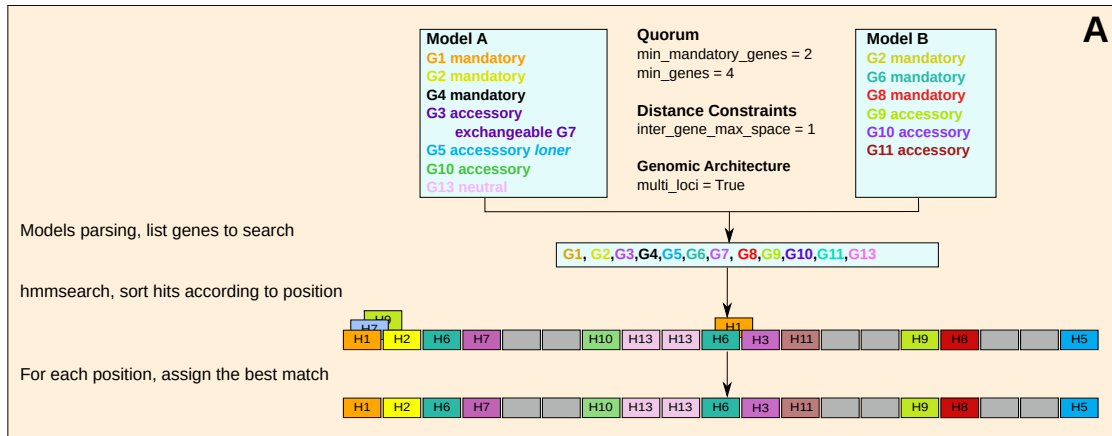 A
Model A
G1 mandatory
G2 mandatory
G4 mandatory
G3 accessory
exchangeable G7
G5 accesssory loner
G10 accessory
G13 neutral
Quorum
min_mandatory_genes = 2
min_genes = 4
Distance Constraints
inter_gene_max_space = 1
Genomic Architecture
multi_loci = True
Model B
G2 mandatory
G6 mandatory
G8 mandatory
G9 accessory
G10 accessory
G11 accessory
Models parsing, list genes to search
G1, G2,G3,G4,G5,G6,G7, G8,G9,G10,G11,G13
hmmsearch, sort hits according to position
H9
H7 H1
H1 H2 H6 H7 H10 H13 H13 H6 H3 H11 H9 H8 H5
For each position, assign the best match
H1 H2 H6 H7 H10 H13 H13 H6 H3 H11 H9 H8 H5